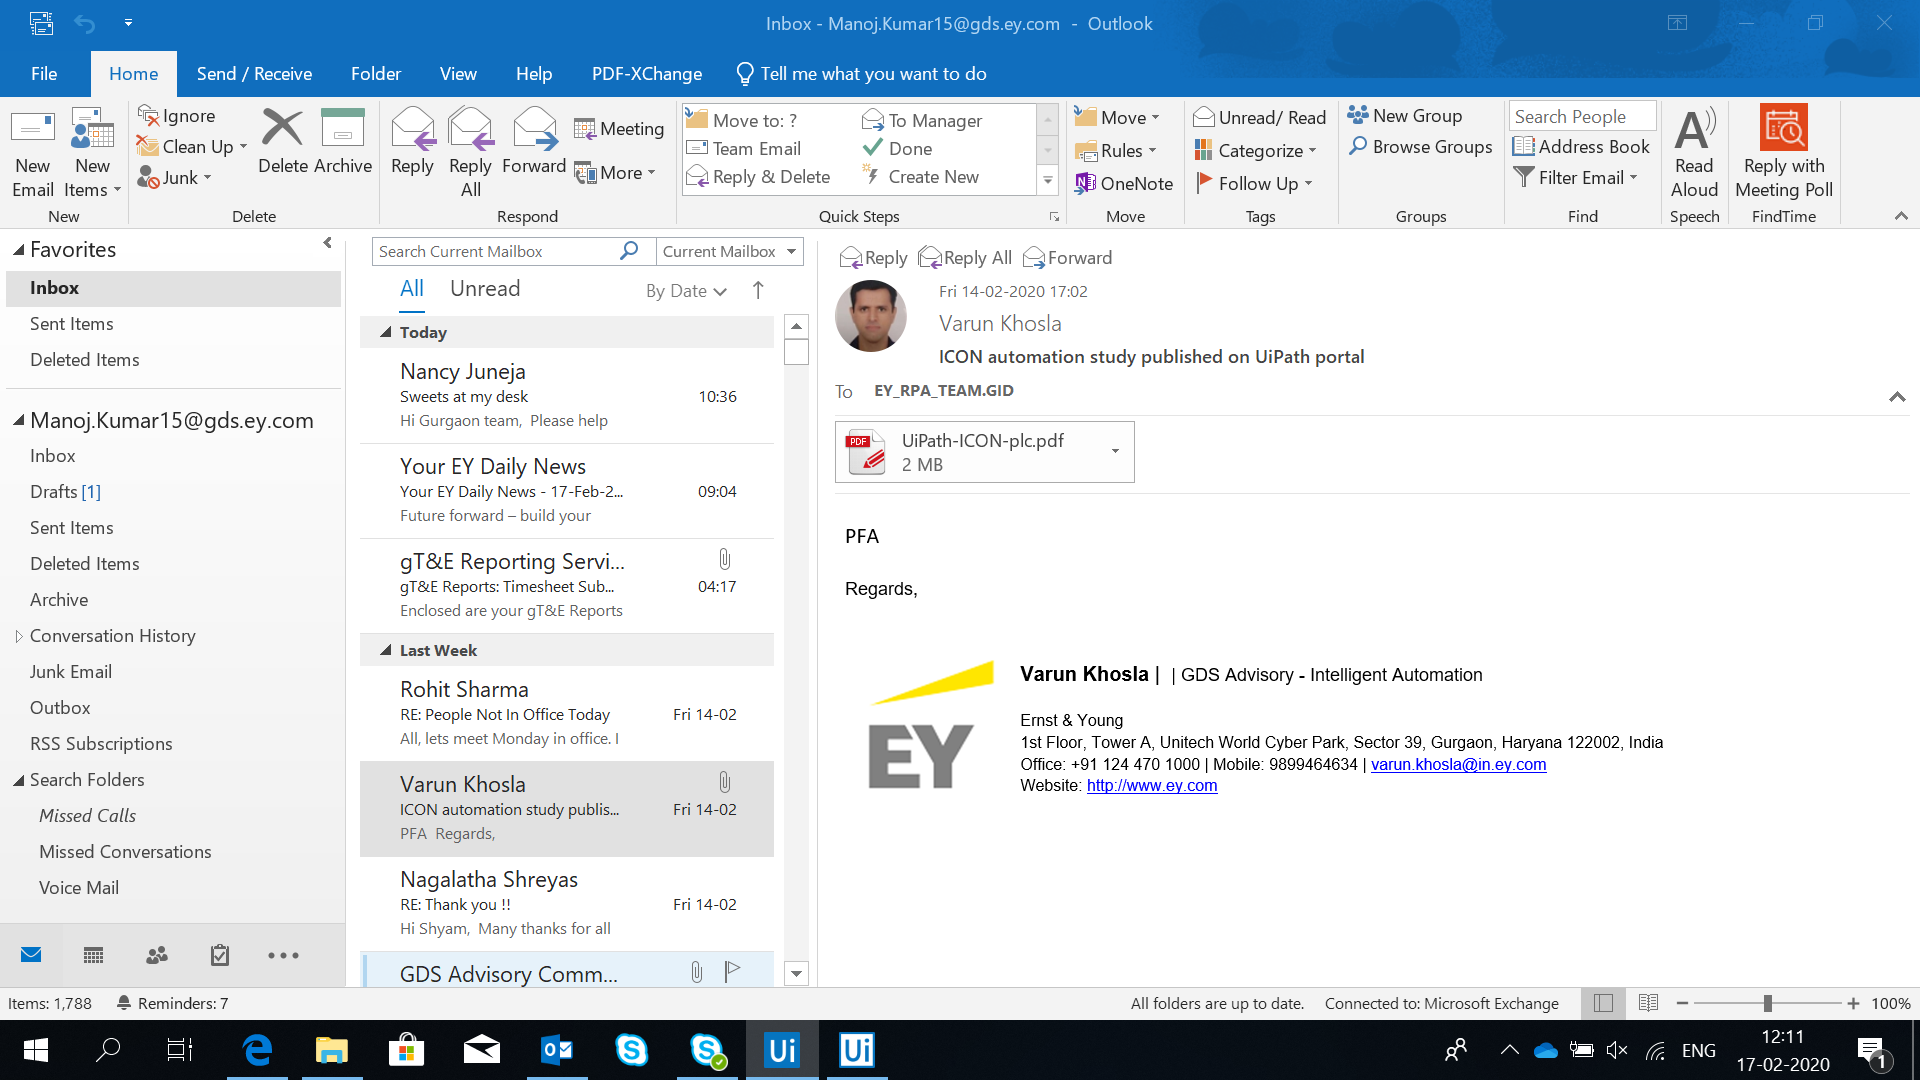 Inbox - Manoj.Kumar15@gds.ey.com - Outlook
File
Home
Send / Receive
Folder
View
Help
PDF-XChange
Tell me what you want to do
New Email
New Items
New
Ignore
Clean Up
Junk
Delete
Archive
Delete
Reply
Reply All
Forward
Meeting
More
Respond
Move to: ?
Team Email
Reply & Delete
To Manager
Done
Create New
Quick Steps
Move
Rules
OneNote
Move
Unread/ Read
Categorize
Follow Up
Tags
New Group
Browse Groups
Groups
Search People
Address Book
Filter Email
Find
Read Aloud
Speech
Reply with Meeting Poll
FindTime
Favorites
Inbox
Sent Items
Deleted Items
Manoj.Kumar15@gds.ey.com
Inbox
Drafts [1]
Sent Items
Deleted Items
Archive
Conversation History
Junk Email
Outbox
RSS Subscriptions
Search Folders
Missed Calls
Missed Conversations
Voice Mail
Search Current Mailbox
Current Mailbox
All
Unread
By Date
Today
Nancy Juneja
Sweets at my desk 10:36
Hi Gurgaon team, Please help
Your EY Daily News
Your EY Daily News - 17-Feb-2... 09:04
Future forward – build your
gT&E Reporting Servi...
gT&E Reports: Timesheet Sub... 04:17
Enclosed are your gT&E Reports
Last Week
Rohit Sharma
RE: People Not In Office Today Fri 14-02
All, lets meet Monday in office. I
Varun Khosla
ICON automation study publis... Fri 14-02
PFA Regards,
Nagalatha Shreyas
RE: Thank you !! Fri 14-02
Hi Shyam, Many thanks for all
GDS Advisory Comm...
Reply
Reply All
Forward
Fri 14-02-2020 17:02
Varun Khosla
ICON automation study published on UiPath portal
To EY_RPA_TEAM.GID
PDF
UiPath-ICON-plc.pdf
2 MB
PFA
Regards,
EY
Varun Khosla | | GDS Advisory - Intelligent Automation
Ernst & Young
1st Floor, Tower A, Unitech World Cyber Park, Sector 39, Gurgaon, Haryana 122002, India
Office: +91 124 470 1000 | Mobile: 9899464634 | varun.khosla@in.ey.com
Website: http://www.ey.com
Items: 1,788
Reminders: 7
All folders are up to date.
Connected to: Microsoft Exchange
100%
Ui
Ui
ENG
12:11
17-02-2020
1